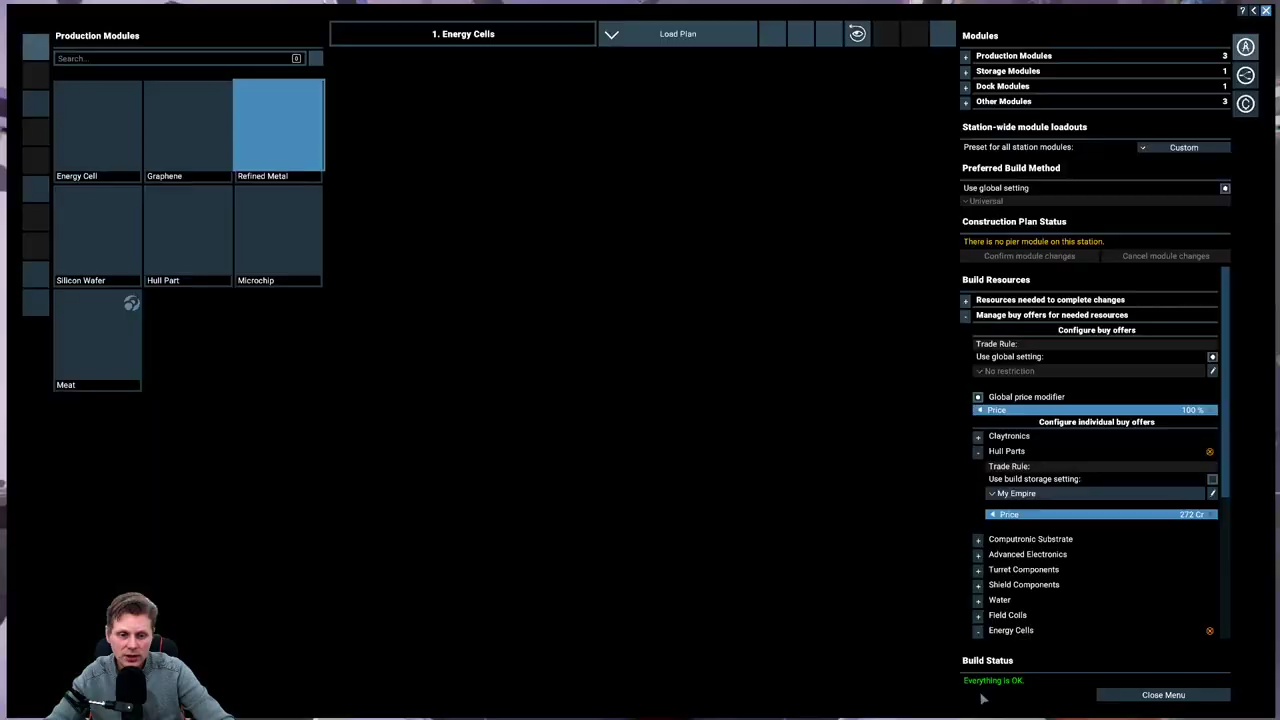 Production Modules
Search...
0
Energy Cell
Graphene
Refined Metal
Silicon Wafer
Hull Part
Microchip
Meat
1. Energy Cells
Load Plan
?
Modules
+ Production Modules 3
+ Storage Modules 1
+ Dock Modules 1
+ Other Modules 3
Station-wide module loadouts
Preset for all station modules: Custom
Preferred Build Method
Use global setting
Universal
Construction Plan Status
There is no pier module on this station.
Confirm module changes
Cancel module changes
Build Resources
+ Resources needed to complete changes
- Manage buy offers for needed resources
Configure buy offers
Trade Rule:
Use global setting:
No restriction
Global price modifier
Price 100 %
Configure individual buy offers
+ Claytronics
- Hull Parts
Trade Rule:
Use build storage setting:
My Empire
Price 272 Cr
+ Computronic Substrate
+ Advanced Electronics
+ Turret Components
+ Shield Components
+ Water
+ Field Coils
- Energy Cells
Build Status
Everything is OK.
Close Menu
A
C